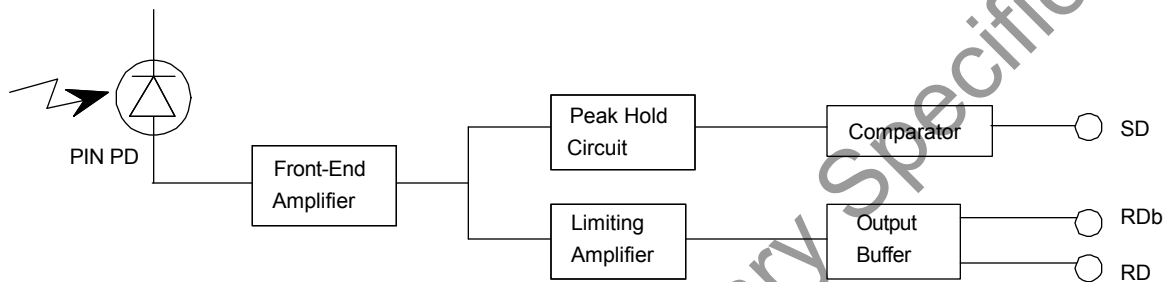 PIN PD
Front-End
Amplifier
Peak Hold
Circuit
Comparator
SD
Limiting
Amplifier
Output
Buffer
RDb
RD